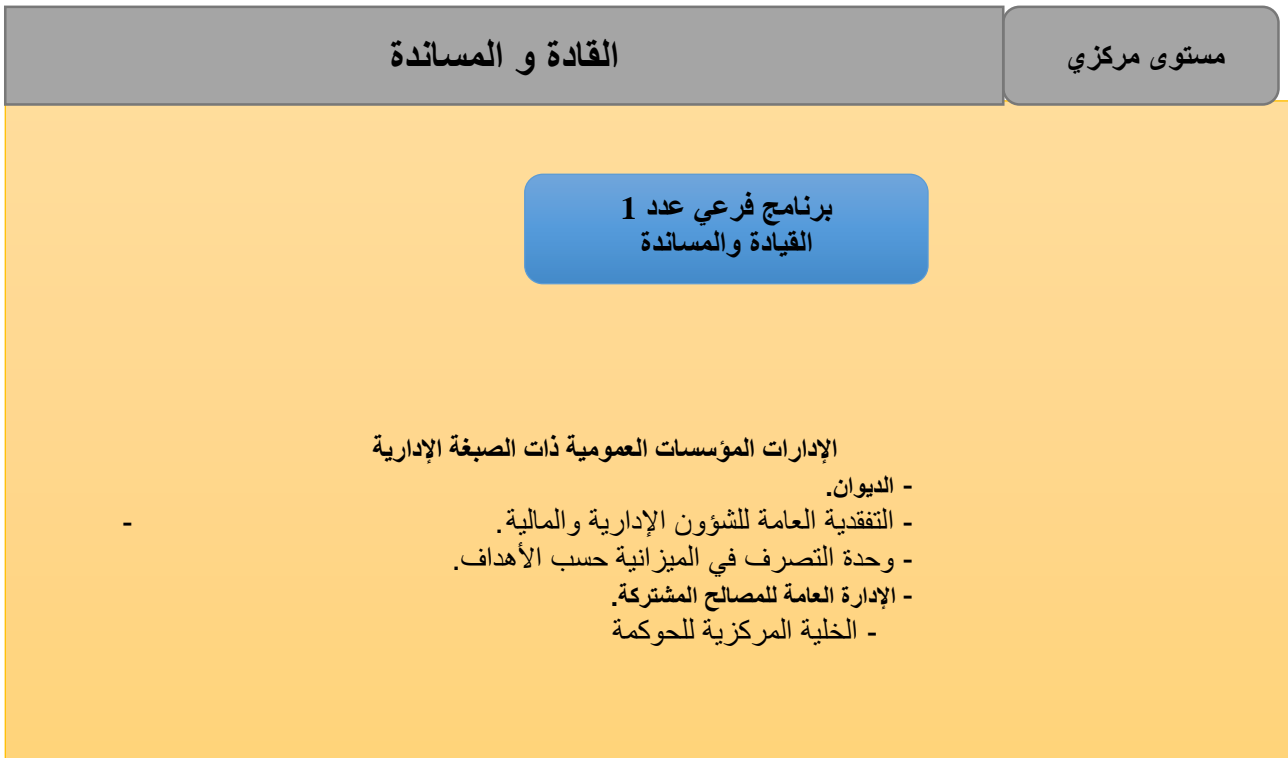 مستوى مركزي
القادة و المساندة
برنامج فرعي عدد 1
القيادة والمساندة
الإدارات المؤسسات العمومية ذات الصبغة الإدارية
- الديوان.
- التفقدية العامة للشؤون الإدارية والمالية. -
- وحدة التصرف في الميزانية حسب الأهداف.
- الإدارة العامة للمصالح المشتركة.
- الخلية المركزية للحوكمة